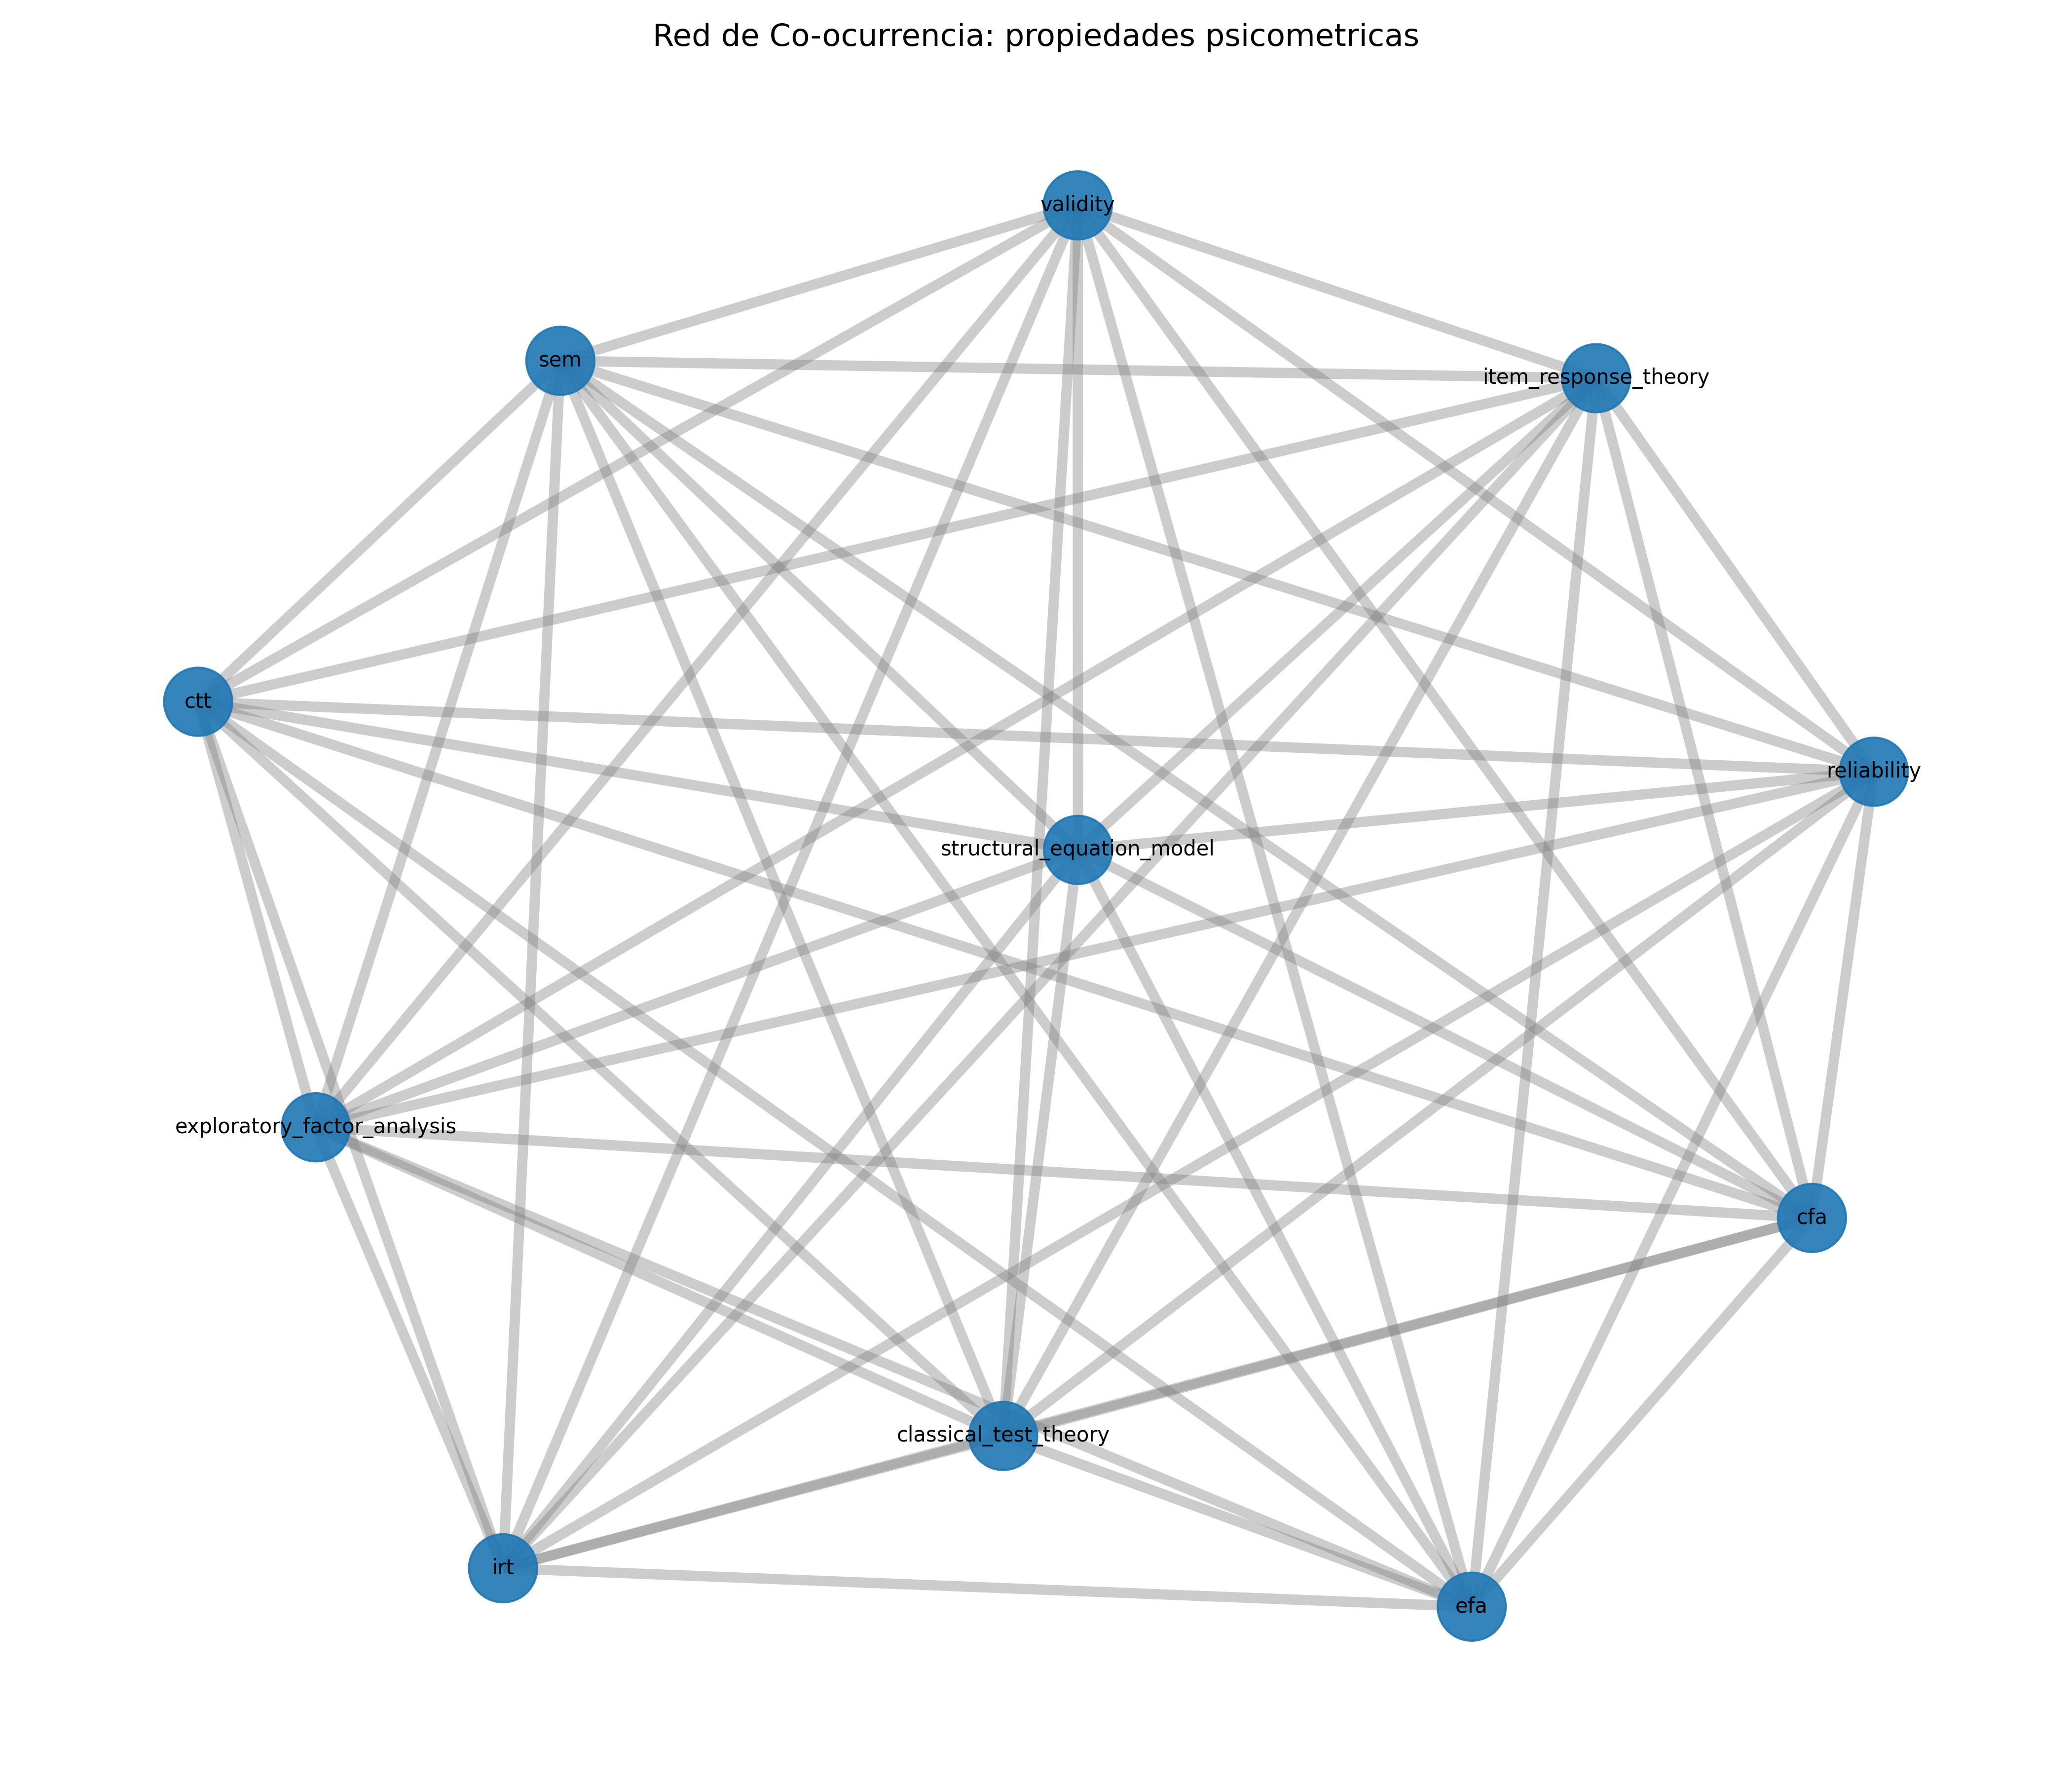 Red de Co-ocurrencia: propiedades psicometricas
validity
sem
item_response_theory
ctt
reliability
structural_equation_model
exploratory_factor_analysis
cfa
classical_test_theory
irt
efa